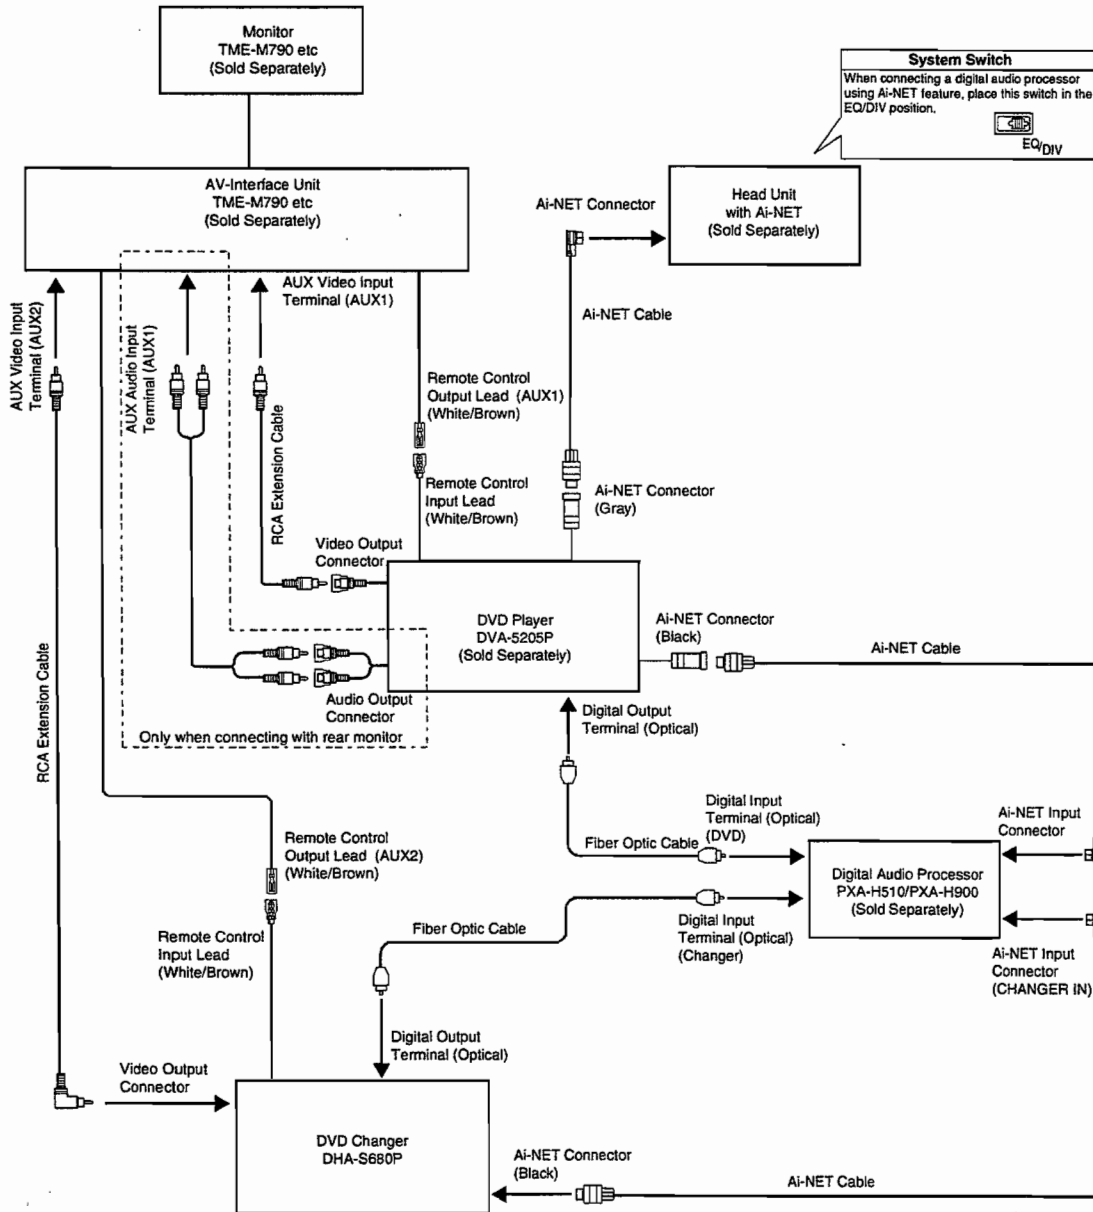 Monitor
TME-M790 etc
(Sold Separately)
System Switch
When connecting a digital audio processor
using Ai-NET feature, place this switch in the
EQ/DIV position.
EQ/DIV
AV-Interface Unit
TME-M790 etc
(Sold Separately)
Head Unit
with Ai-NET
(Sold Separately)
Ai-NET Connector
AUX Video Input
Terminal (AUX2)
AUX Audio Input
Terminal (AUX1)
AUX Video Input
Terminal (AUX1)
Ai-NET Cable
Remote Control
Output Lead (AUX1)
(White/Brown)
RCA Extension Cable
Remote Control
Input Lead
(White/Brown)
Ai-NET Connector
(Gray)
Video Output
Connector
DVD Player
DVA-5205P
(Sold Separately)
Ai-NET Connector
(Black)
Ai-NET Cable
RCA Extension Cable
Audio Output
Connector
Only when connecting with rear monitor
Digital Output
Terminal (Optical)
Digital Input
Terminal (Optical)
(DVD)
Fiber Optic Cable
Ai-NET Input
Connector
Remote Control
Output Lead (AUX2)
(White/Brown)
Digital Audio Processor
PXA-H510/PXA-H900
(Sold Separately)
Fiber Optic Cable
Digital Input
Terminal (Optical)
(Changer)
Remote Control
Input Lead
(White/Brown)
Ai-NET Input
Connector
(CHANGER IN)
Digital Output
Terminal (Optical)
Video Output
Connector
DVD Changer
DHA-S680P
Ai-NET Connector
(Black)
Ai-NET Cable